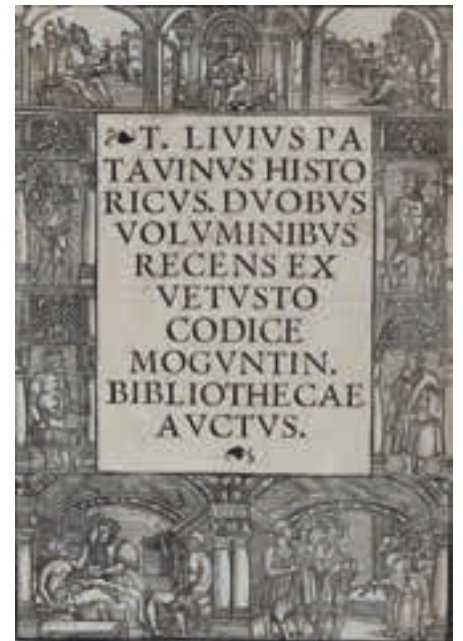 ❧T. LIVIVS PA
TAVINVS HISTO
RICVS. DVOBVS
VOLVMINIBVS
RECENS EX
VETVSTO
CODICE
MOGVNTIN.
BIBLIOTHECAE
AVCTVS.